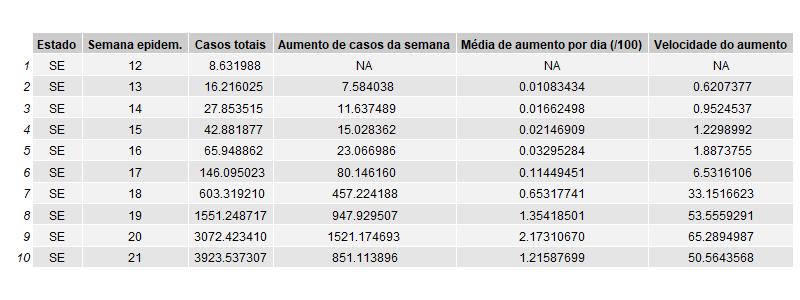 Estado Semana epidem. Casos totais Aumento de casos da semana Média de aumento por dia (/100) Velocidade do aumento
1 SE 12 8.631988 NA NA NA
2 SE 13 16.216025 7.584038 0.01083434 0.6207377
3 SE 14 27.853515 11.637489 0.01662498 0.9524537
4 SE 15 42.881877 15.028362 0.02146909 1.2298992
5 SE 16 65.948862 23.066986 0.03295284 1.8873755
6 SE 17 146.095023 80.146160 0.11449451 6.5316106
7 SE 18 603.319210 457.224188 0.65317741 33.1516623
8 SE 19 1551.248717 947.929507 1.35418501 53.5559291
9 SE 20 3072.423410 1521.174693 2.17310670 65.2894987
10 SE 21 3923.537307 851.113896 1.21587699 50.5643568